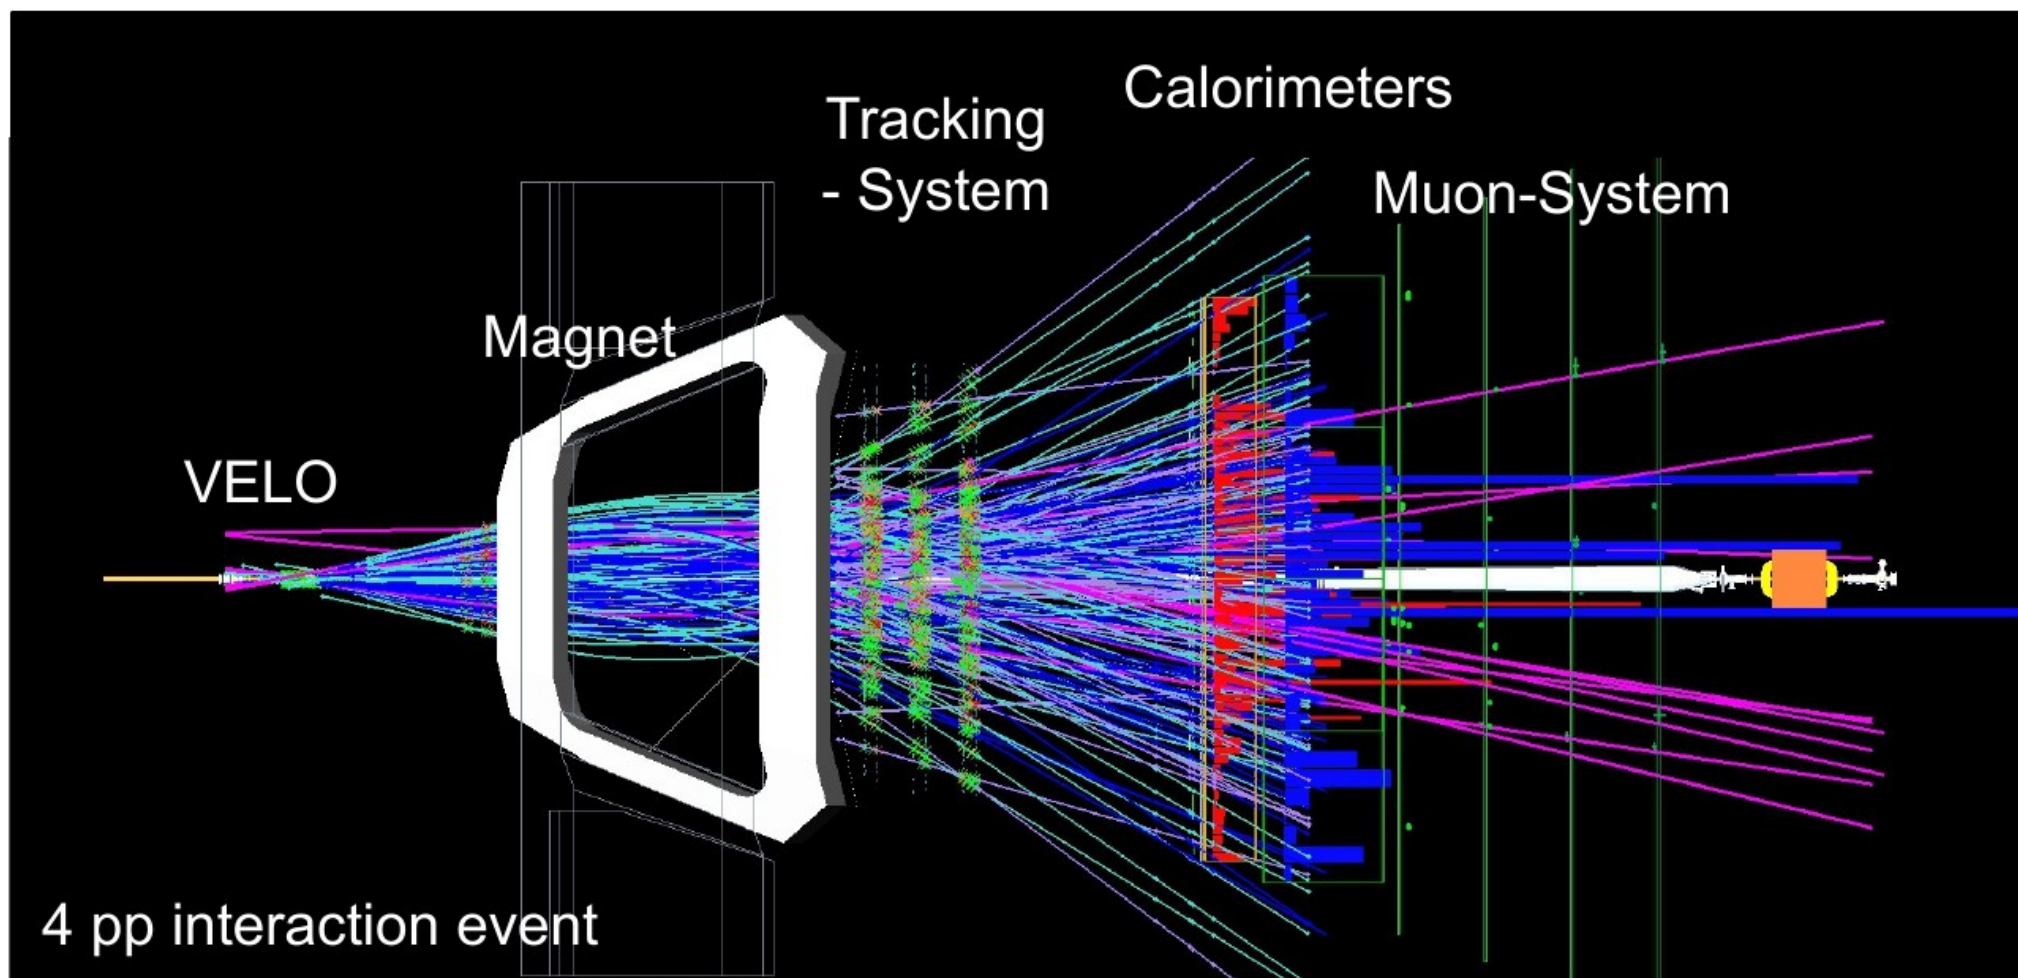 Calorimeters
Tracking
- System
Muon-System
Magnet
VELO
4 pp interaction event